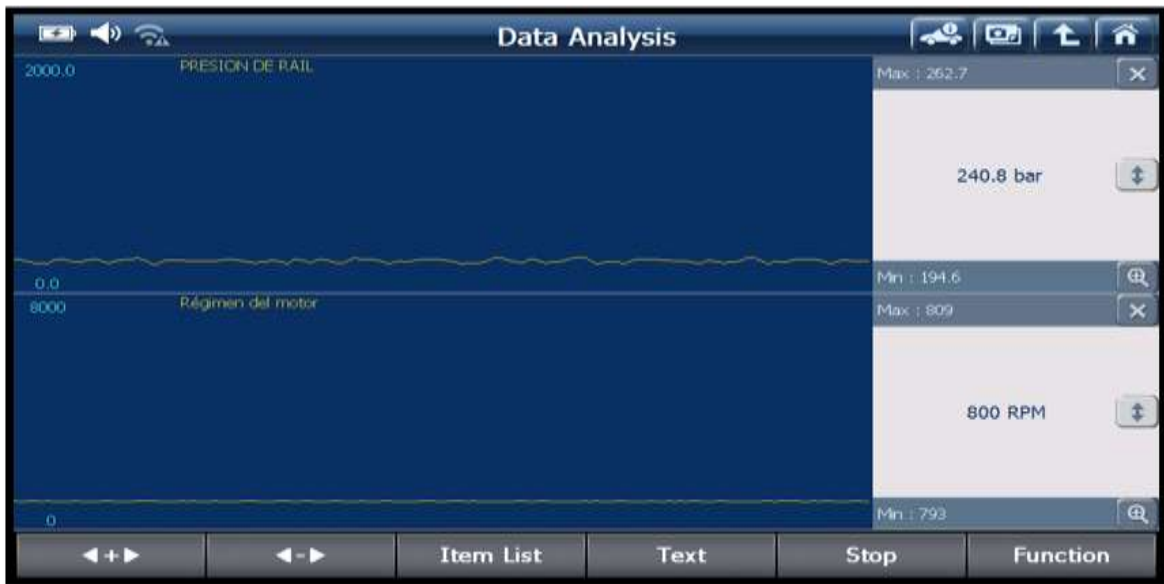 Data Analysis
2000.0
PRESION DE RAIL
Max : 262.7
240.8 bar
0.0
Min : 194.6
8000
Régimen del motor
Max : 809
800 RPM
0
Min : 793
◀+▶
◀-▶
Item List
Text
Stop
Function